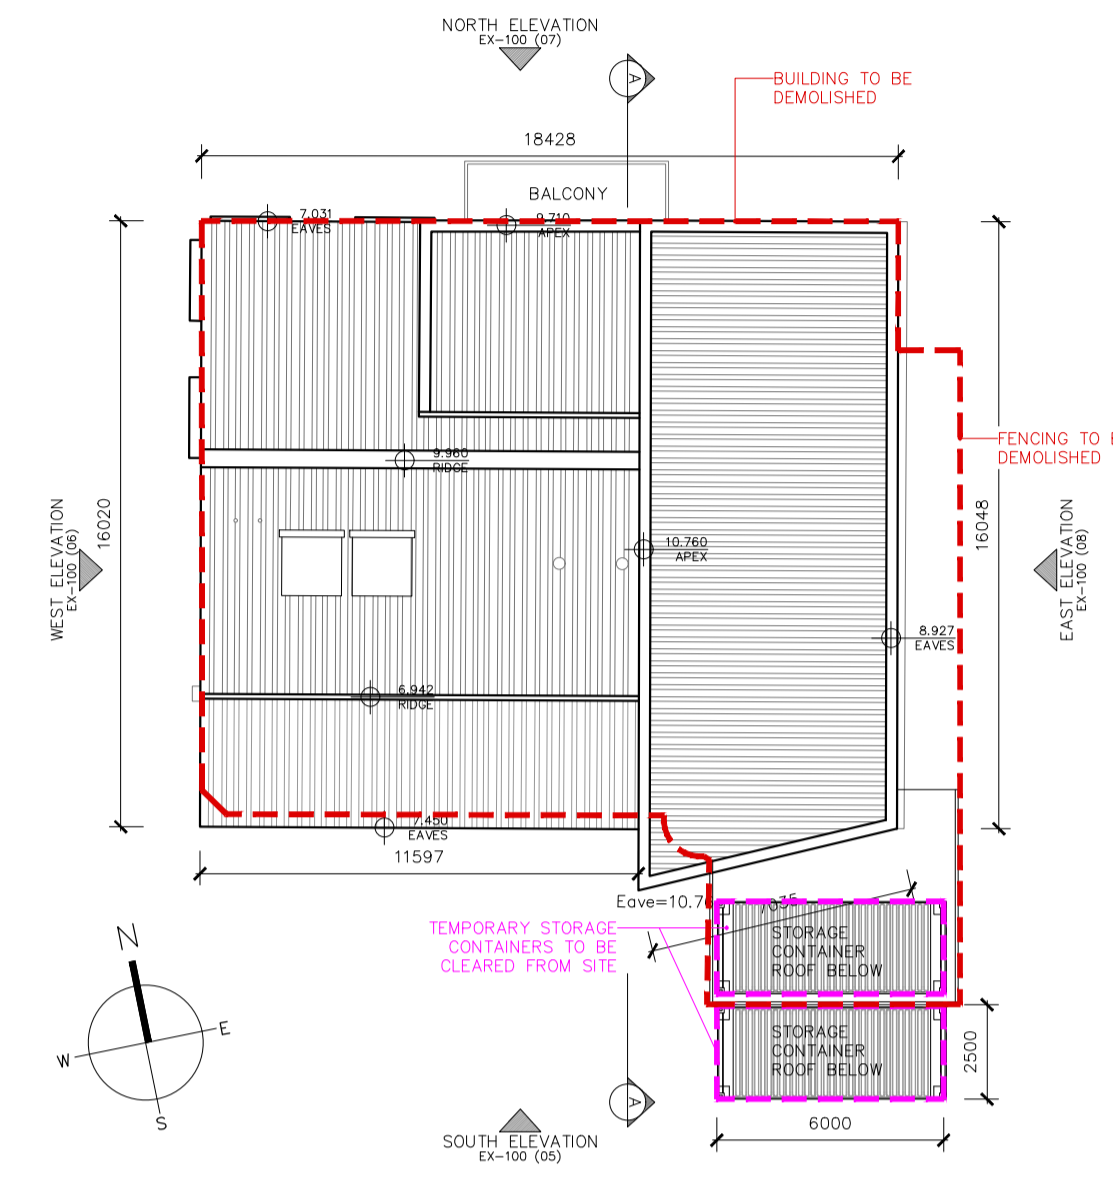 NORTH ELEVATION
EX-100 (07)
A
BUILDING TO BE
DEMOLISHED
18428
BALCONY
7.031
EAVES
9.710
APEX
FENCING TO
DEMOLISHED
9.960
RIDGE
16020
16048
WEST ELEVATION
EX-100 (06)
EAST ELEVATION
EX-100 (08)
10.760
APEX
8.927
EAVES
6.942
RIDGE
7.450
EAVES
11597
Eave=10.76
7035
TEMPORARY STORAGE
CONTAINERS TO BE
CLEARED FROM SITE
STORAGE
CONTAINER
ROOF BELOW
STORAGE
CONTAINER
ROOF BELOW
2500
6000
N
E
W
S
A
SOUTH ELEVATION
EX-100 (05)